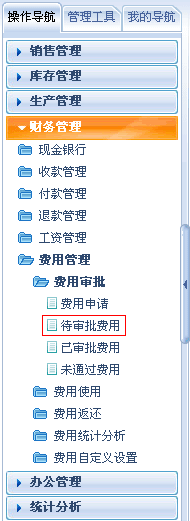 操作导航 管理工具 我的导航
销售管理
库存管理
生产管理
财务管理
现金银行
收款管理
付款管理
退款管理
工资管理
费用管理
费用审批
费用申请
待审批费用
已审批费用
未通过费用
费用使用
费用返还
费用统计分析
费用自定义设置
办公管理
统计分析